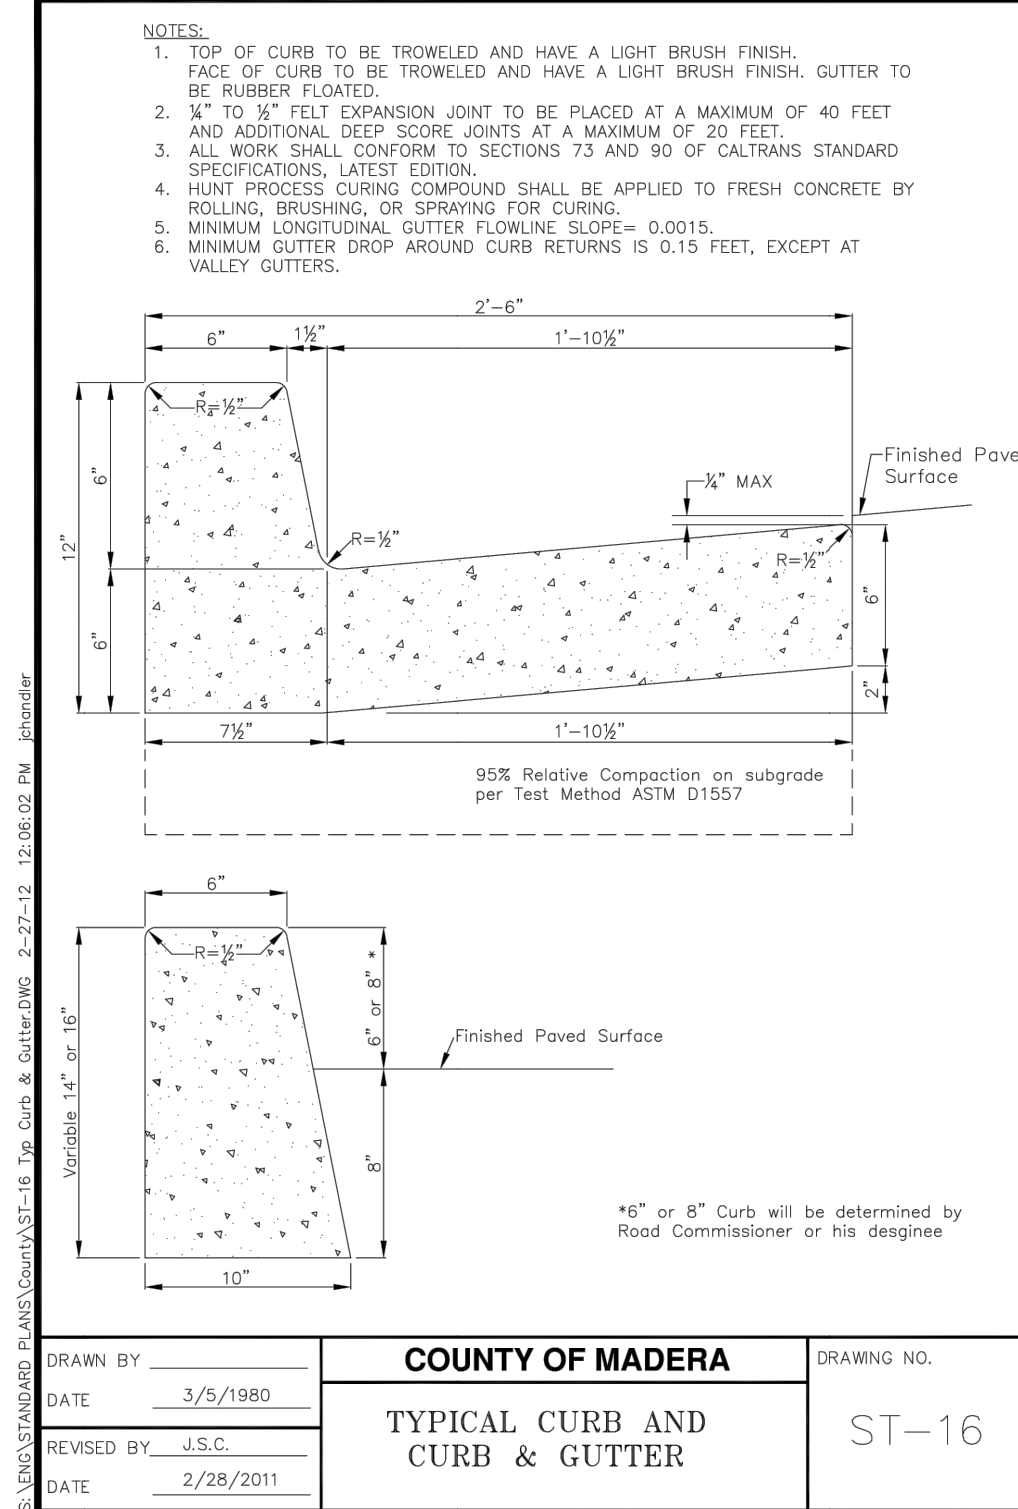 NOTES:
1. TOP OF CURB TO BE TROWELED AND HAVE A LIGHT BRUSH FINISH.
FACE OF CURB TO BE TROWELED AND HAVE A LIGHT BRUSH FINISH. GUTTER TO
BE RUBBER FLOATED.
2. ¼” TO ½” FELT EXPANSION JOINT TO BE PLACED AT A MAXIMUM OF 40 FEET
AND ADDITIONAL DEEP SCORE JOINTS AT A MAXIMUM OF 20 FEET.
3. ALL WORK SHALL CONFORM TO SECTIONS 73 AND 90 OF CALTRANS STANDARD
SPECIFICATIONS, LATEST EDITION.
4. HUNT PROCESS CURING COMPOUND SHALL BE APPLIED TO FRESH CONCRETE BY
ROLLING, BRUSHING, OR SPRAYING FOR CURING.
5. MINIMUM LONGITUDINAL GUTTER FLOWLINE SLOPE= 0.0015.
6. MINIMUM GUTTER DROP AROUND CURB RETURNS IS 0.15 FEET, EXCEPT AT
VALLEY GUTTERS.
2’-6”
6”
1½”
1’-10½”
R=½”
Finished Pave
Surface
¼” MAX
6”
12”
R=½”
R=½”
6”
6”
2”
7½”
1’-10½”
95% Relative Compaction on subgrade
per Test Method ASTM D1557
6”
R=½”
6” or 8” *
Variable 14” or 16”
Finished Paved Surface
8”
*6” or 8” Curb will be determined by
Road Commissioner or his desginee
10”
S:\ENG\STANDARD PLANS\County\ST-16 Typ Curb & Gutter.DWG 2-27-12 12:06:02 PM jchandler
DRAWN BY
DATE 3/5/1980
REVISED BY J.S.C.
DATE 2/28/2011
COUNTY OF MADERA
TYPICAL CURB AND
CURB & GUTTER
DRAWING NO.
ST-16